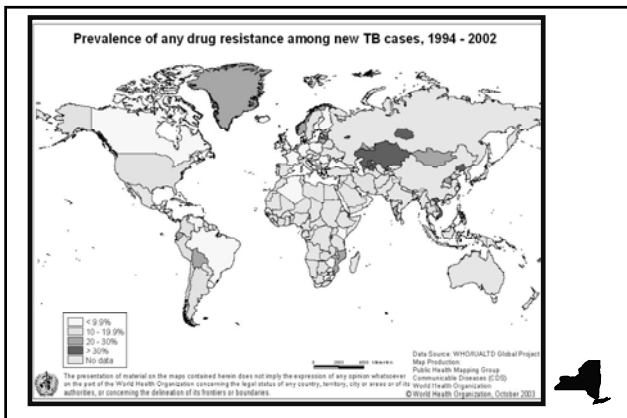 Prevalence of any drug resistance among new TB cases, 1994 - 2002
< 9.9%
10 - 19.9%
20 - 30%
> 30%
No data
Data Source: WHO/IUALTD Global Project
Map Production:
Public Health Mapping Group
Communicable Diseases (CDS)
World Health Organization
© World Health Organization, October 2003
The presentation of material on the maps contained herein does not imply the expression of any opinion whatsoever
on the part of the World Health Organization concerning the legal status of any country, territory, city or areas or of its
authorities, or concerning the delineation of its frontiers or boundaries.